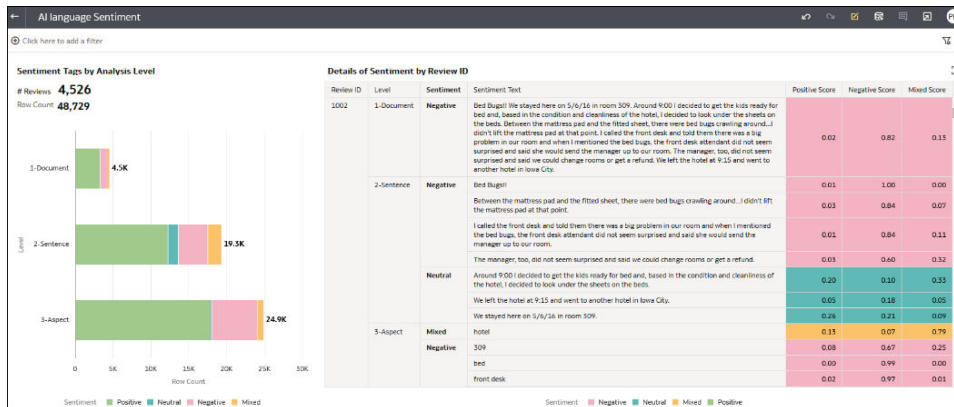 AI language Sentiment
Click here to add a filter
Sentiment Tags by Analysis Level
# Reviews 4,526
Row Count 48,729
Level
1-Document
4.5K
2-Sentence
19.3K
3-Aspect
24.9K
0 5K 10K 15K 20K 25K 30K
Row Count
Sentiment Positive Neutral Negative Mixed
Details of Sentiment by Review ID
Review ID Level Sentiment Sentiment Text Positive Score Negative Score Mixed Score
1002 1-Document Negative Bed Bugs!! We stayed here on 5/6/16 in room 309. Around 9:00 I decided to get the kids ready for
bed and, based in the condition and cleanliness of the hotel, I decided to look under the sheets on
the beds. Between the mattress pad and the fitted sheet, there were bed bugs crawling around...I
didn't lift the mattress pad at that point. I called the front desk and told them there was a big
problem in our room and when I mentioned the bed bugs, the front desk attendant did not seem
surprised and said she would send the manager up to our room. The manager, too, did not seem
surprised and said we could change rooms or get a refund. We left the hotel at 9:15 and went to
another hotel in Iowa City.
0.02 0.82 0.15
2-Sentence Negative Bed Bugs!! 0.01 1.00 0.00
Between the mattress pad and the fitted sheet, there were bed bugs crawling around...I didn't lift
the mattress pad at that point.
0.03 0.84 0.07
I called the front desk and told them there was a big problem in our room and when I mentioned
the bed bugs, the front desk attendant did not seem surprised and said she would send the
manager up to our room.
0.01 0.84 0.11
The manager, too, did not seem surprised and said we could change rooms or get a refund. 0.03 0.60 0.32
Neutral Around 9:00 I decided to get the kids ready for bed and, based in the condition and cleanliness of
the hotel, I decided to look under the sheets on the beds.
0.20 0.10 0.33
We left the hotel at 9:15 and went to another hotel in Iowa City. 0.05 0.18 0.05
We stayed here on 5/6/16 in room 309. 0.26 0.21 0.09
3-Aspect Mixed hotel 0.13 0.07 0.79
Negative 309 0.08 0.67 0.25
bed 0.00 0.99 0.00
front desk 0.02 0.97 0.01
Sentiment Negative Neutral Mixed Positive